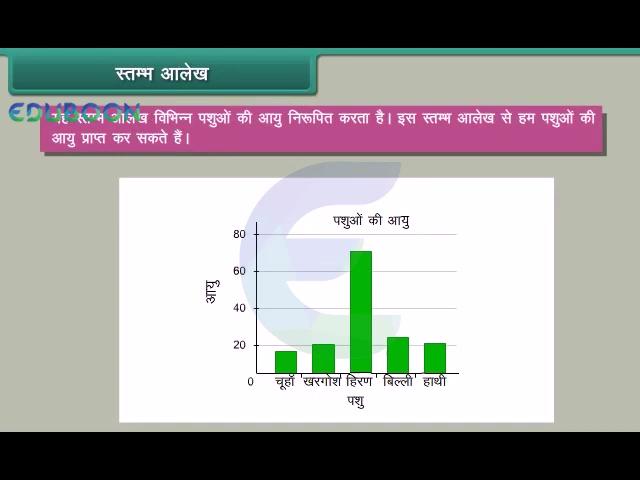 स्तम्भ आलेख
EDUBOON
स्तम्भ आलेख विभिन्न पशुओं की आयु निरूपित करता है। इस स्तम्भ आलेख से हम पशुओं की
आयु प्राप्त कर सकते हैं।
पशुओं की आयु
80
60
40
20
0
आयु
चूहाँ खरगोश हिरण बिल्ली हाथी
पशु